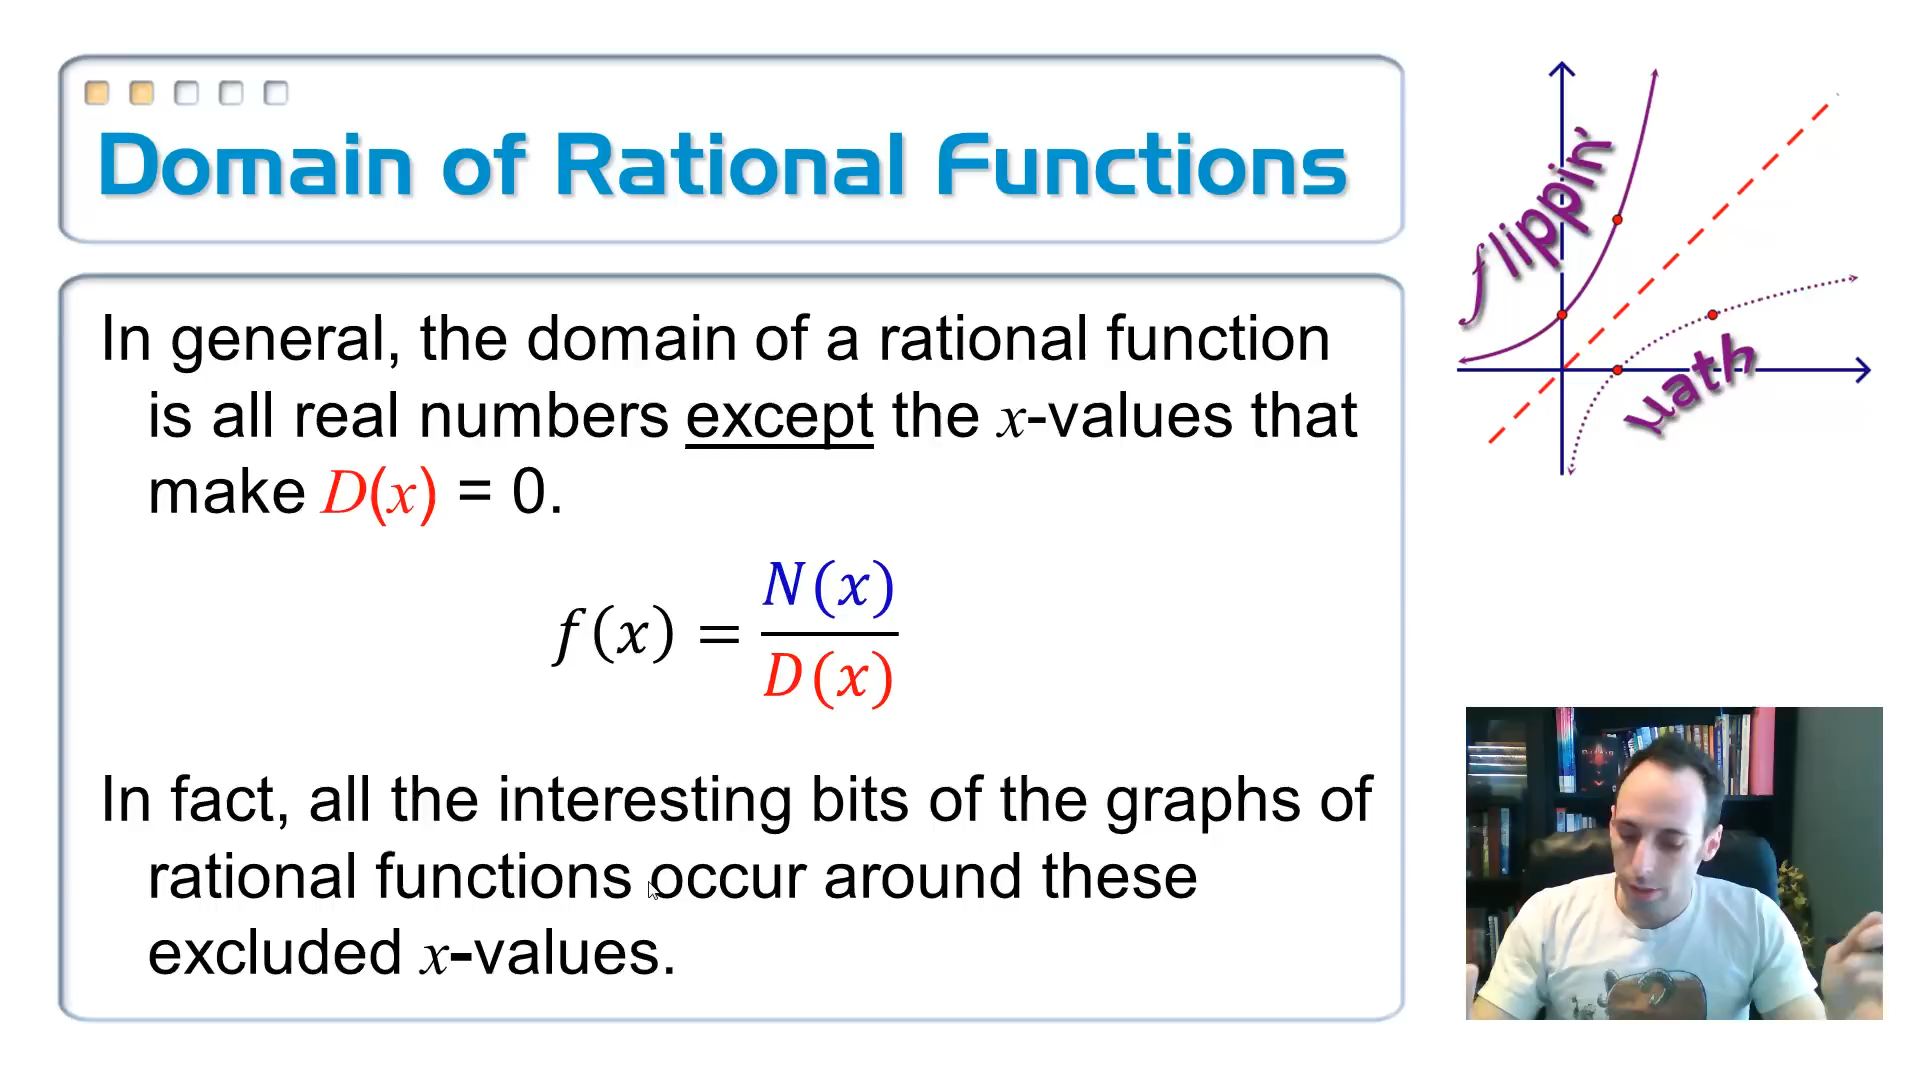 Domain of Rational Functions
In general, the domain of a rational function
is all real numbers except the x-values that
make D(x) = 0.
f(x) = N(x)/D(x)
In fact, all the interesting bits of the graphs of
rational functions occur around these
excluded x-values.
flippin'
math